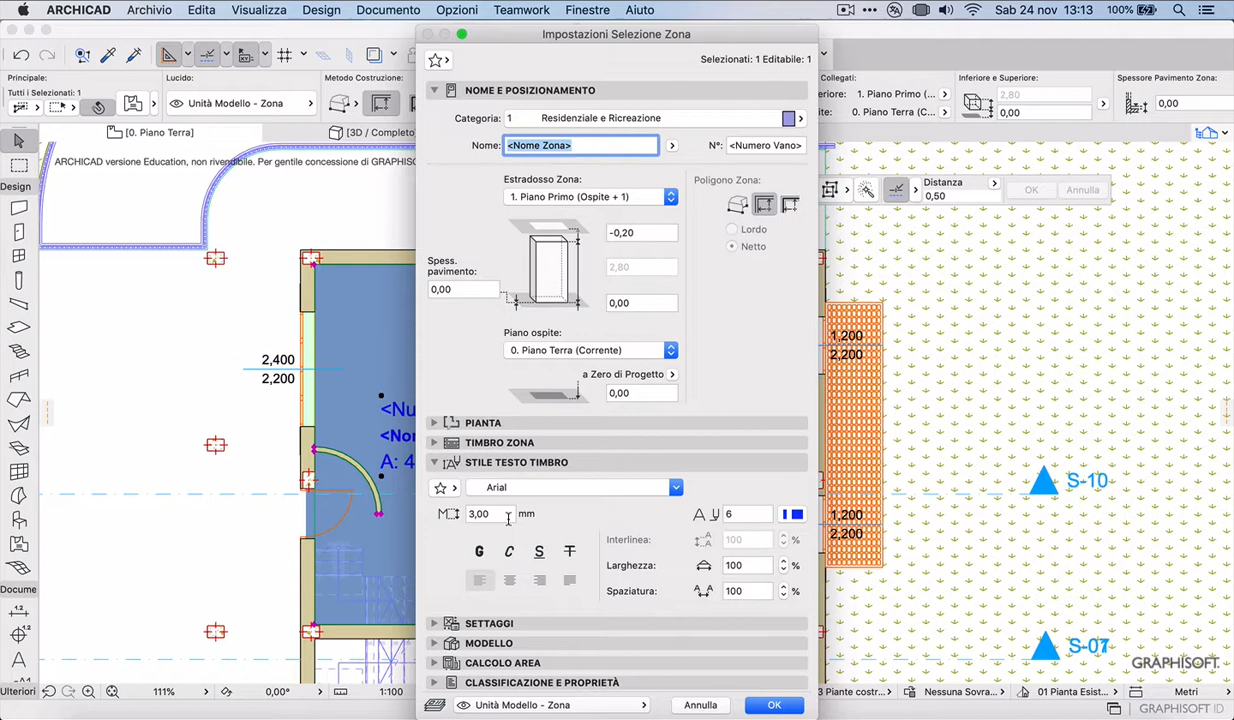 ARCHICAD Archivio Edita Visualizza Design Documento Opzioni Teamwork Finestre Aiuto Sab 24 nov 13:13 100%
Impostazioni Selezione Zona
Principale:
Tutti i Selezionati: 1
Lucido:
Unità Modello - Zona
Metodo Costruzione:
Selezionati: 1 Editabile: 1
Collegati:
1. Piano Primo (...
0. Piano Terra (C...
Inferiore e Superiore:
2,80
0,00
Spessore Pavimento Zona:
0,00
[0. Piano Terra]
[3D / Completo
ARCHICAD versione Education, non rivendibile. Per gentile concessione di GRAPHISO
Design
NOME E POSIZIONAMENTO
Categoria: 1 Residenziale e Ricreazione
Nome: <Nome Zona> N°: <Numero Vano>
Estradosso Zona:
1. Piano Primo (Ospite + 1)
Poligono Zona:
Lordo
Netto
-0,20
2,80
0,00
Spess.
pavimento:
0,00
Piano ospite:
0. Piano Terra (Corrente)
a Zero di Progetto
0,00
Distanza
0,50
OK Annulla
PIANTA
TIMBRO ZONA
STILE TESTO TIMBRO
Arial
3,00 mm
6
Interlinea: 100 %
Larghezza: 100 %
Spaziatura: 100 %
G C S T
SETTAGGI
MODELLO
CALCOLO AREA
CLASSIFICAZIONE E PROPRIETÀ
Unità Modello - Zona
Annulla OK
2,400
2,200
<Nu
<Nor
A: 4
1,200
2,200
1,200
2,200
S-10
S-07
GRAPHISOFT.
Docume
1.2
A
Ulteriori
111%
0,00°
1:100
3 Piante costr...
Nessuna Sovra...
01 Pianta Esist...
Metri
GRAPHISOFT ID